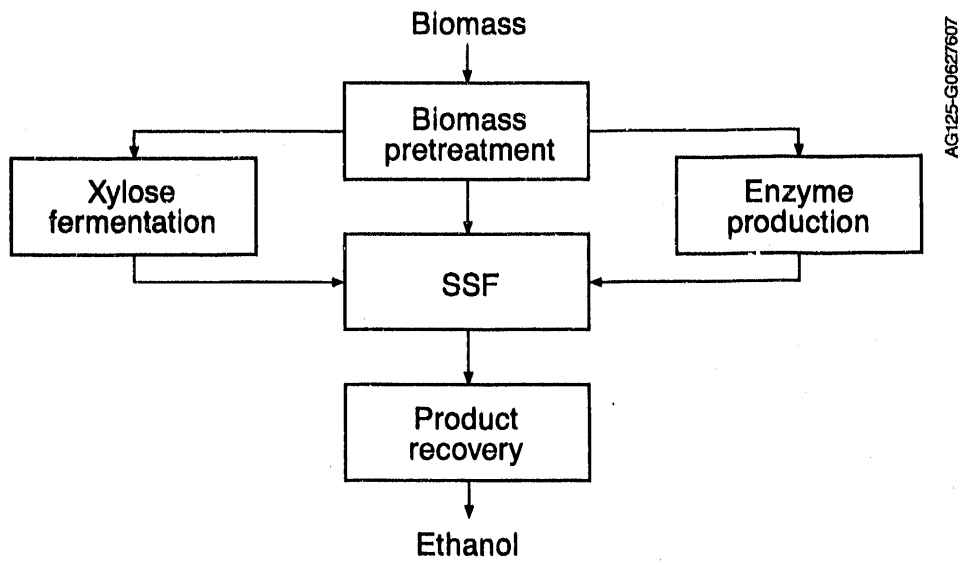 Biomass
Biomass
pretreatment
Xylose
fermentation
Enzyme
production
SSF
Product
recovery
Ethanol
AG125-G0627607